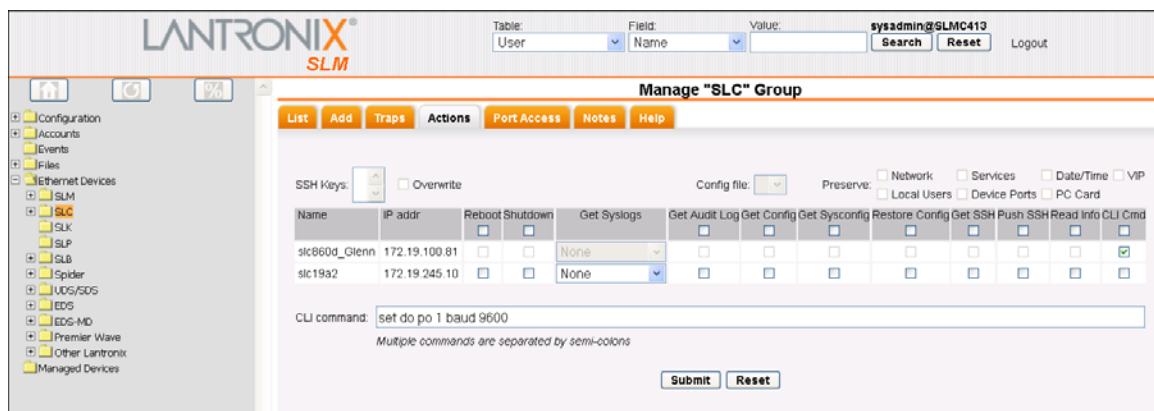 LANTRONIX®
SLM
Table: Field: Value: sysadmin@SLMC413
User Name Search Reset Logout
%
Manage "SLC" Group
List Add Traps Actions Port Access Notes Help
Configuration
Accounts
Events
Files
Ethernet Devices
SLM
SLC
SLK
SLP
SLB
Spider
UDS/SDS
EDS
EDS-MD
Premier Wave
Other Lantronix
Managed Devices
SSH Keys: Overwrite Config file: Preserve: Network Services Date/Time VIP
Local Users Device Ports PC Card
Name IP addr Reboot Shutdown Get Syslogs Get Audit Log Get Config Get Sysconfig Restore Config Get SSH Push SSH Read Info CLI Cmd
slc860d_Glenn 172.19.100.81 None
slc19a2 172.19.245.10 None
CLI command: set do po 1 baud 9600
Multiple commands are separated by semi-colons
Submit Reset